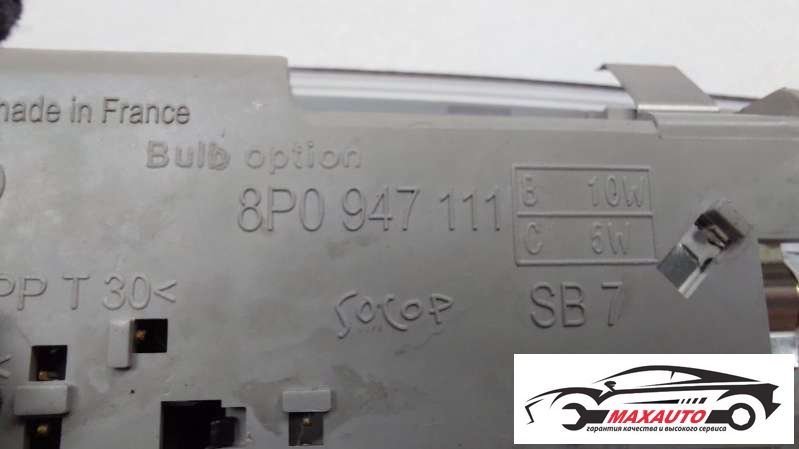 made in France
Bulb option
8P0 947 111
B 10W
C 5W
PP T 30<
SOCOP
SB 7
MAXAUTO
гарантия качества и высокого сервиса